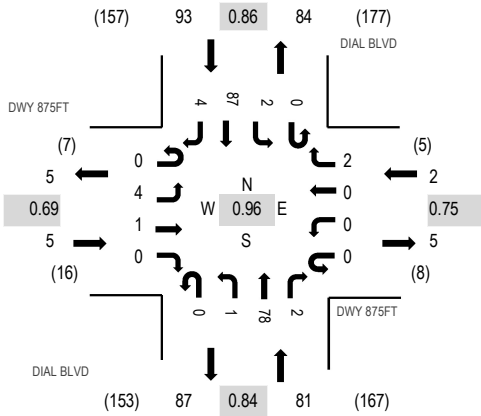 (157) 93 0.86 84 (177)
DIAL BLVD
DWY 875FT
4 87 2 0
(7) 0 2 (5)
5 4 N 0 2
0.69 W 0.96 E 0.75
5 1 S 0 5
(16) 0 0 (8)
0 1 78 2
DWY 875FT
DIAL BLVD
(153) 87 0.84 81 (167)